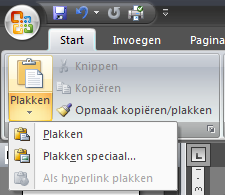 Start Invoegen Pagina
Knippen
Kopiëren
Plakken
Opmaak kopiëren/plakken
Plakken
Plakken speciaal...
Als hyperlink plakken